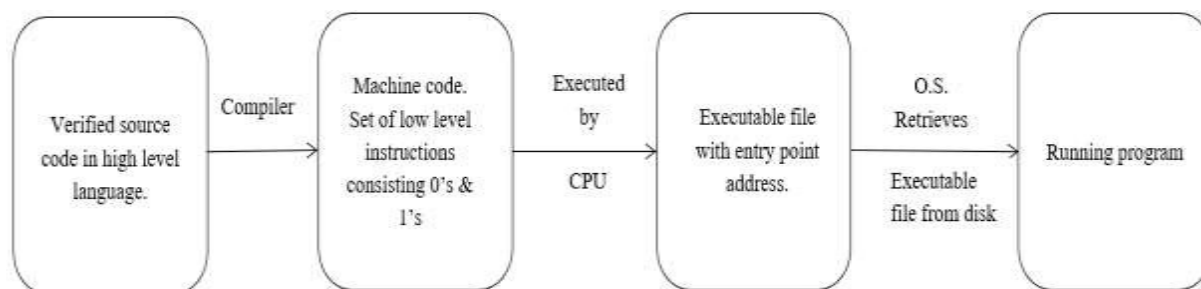 Verified source
code in high level
language.
Compiler
Machine code.
Set of low level
instructions
consisting 0’s &
1’s
Executed
by
CPU
Executable file
with entry point
address.
O.S.
Retrieves
Executable
file from disk
Running program